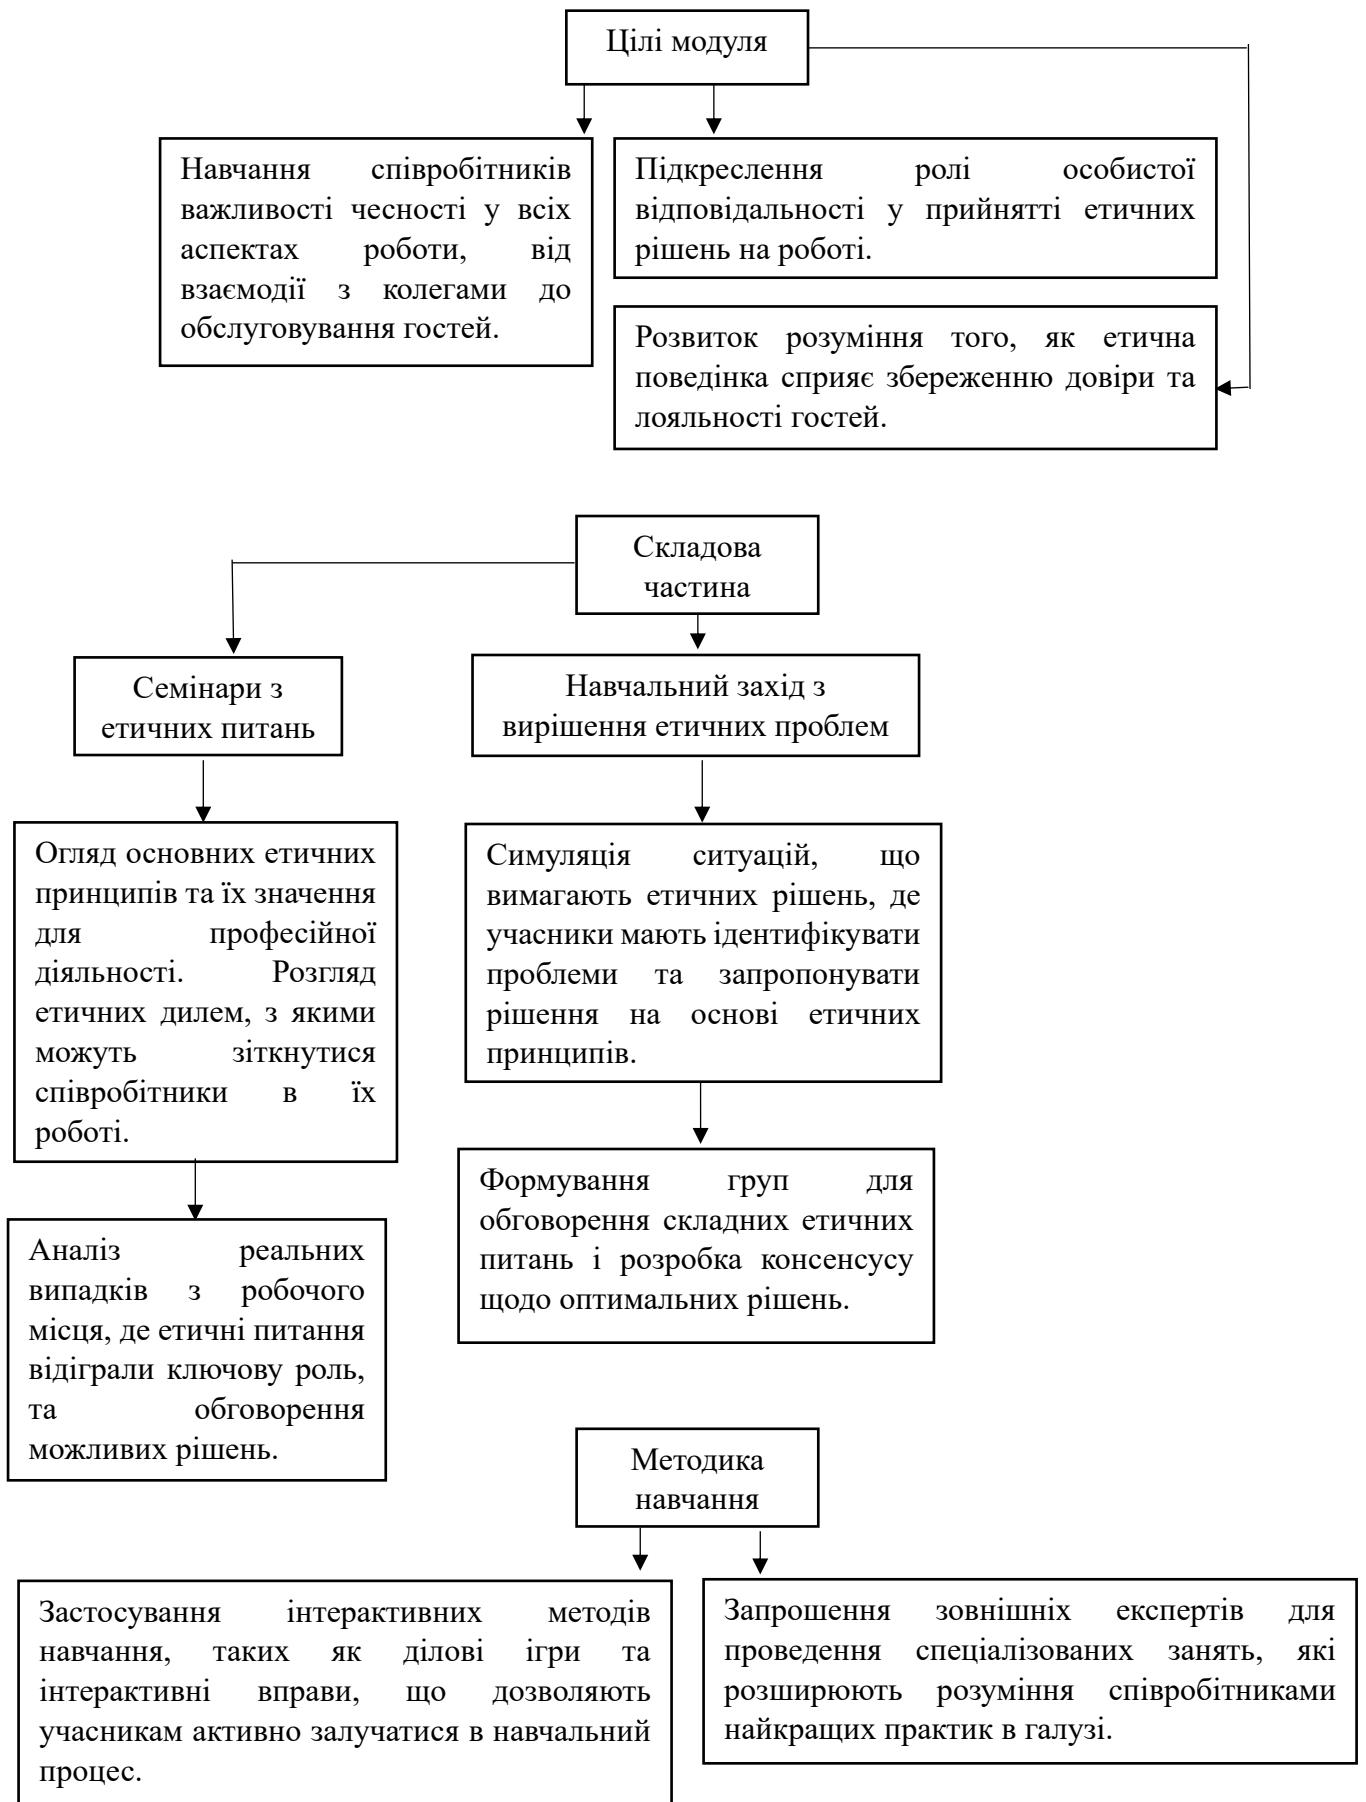 Цілі модуля
Навчання співробітників
важливості чесності у всіх
аспектах роботи, від
взаємодії з колегами до
обслуговування гостей.
Підкреслення ролі особистої
відповідальності у прийнятті етичних
рішень на роботі.
Розвиток розуміння того, як етична
поведінка сприяє збереженню довіри та
лояльності гостей.
Складова
частина
Семінари з
етичних питань
Навчальний захід з
вирішення етичних проблем
Огляд основних етичних
принципів та їх значення
для професійної
діяльності. Розгляд
етичних дилем, з якими
можуть зіткнутися
співробітники в їх
роботі.
Симуляція ситуацій, що
вимагають етичних рішень, де
учасники мають ідентифікувати
проблеми та запропонувати
рішення на основі етичних
принципів.
Аналіз реальних
випадків з робочого
місця, де етичні питання
відіграли ключову роль,
та обговорення
можливих рішень.
Формування груп для
обговорення складних етичних
питань і розробка консенсусу
щодо оптимальних рішень.
Методика
навчання
Застосування інтерактивних методів
навчання, таких як ділові ігри та
інтерактивні вправи, що дозволяють
учасникам активно залучатися в навчальний
процес.
Запрошення зовнішніх експертів для
проведення спеціалізованих занять, які
розширюють розуміння співробітниками
найкращих практик в галузі.